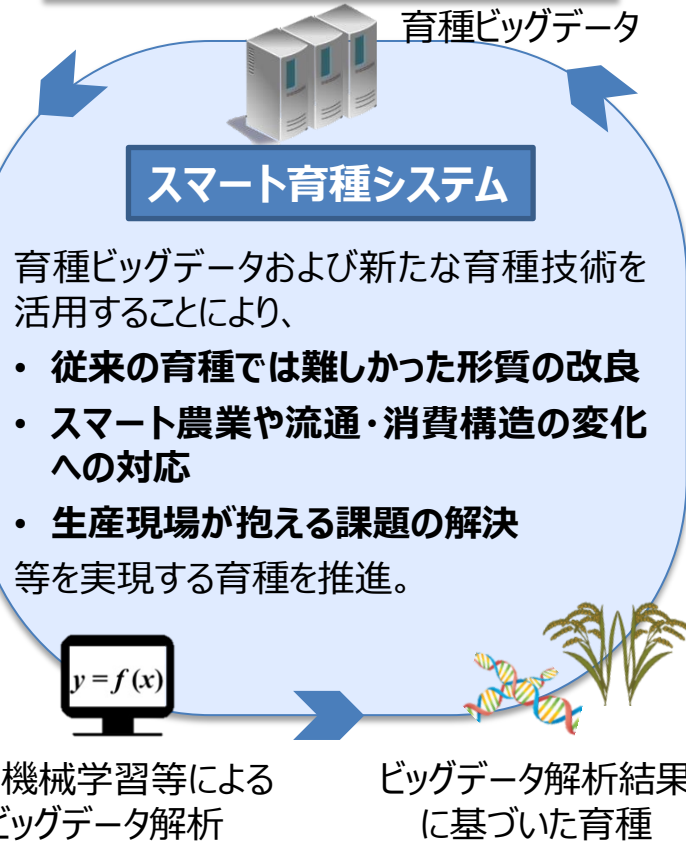 育種ビッグデータ
スマート育種システム
育種ビッグデータおよび新たな育種技術を
活用することにより、
• 従来の育種では難しかった形質の改良
• スマート農業や流通・消費構造の変化
への対応
• 生産現場が抱える課題の解決
等を実現する育種を推進。
y = f (x)
機械学習等による
ビッグデータ解析
ビッグデータ解析結果
に基づいた育種